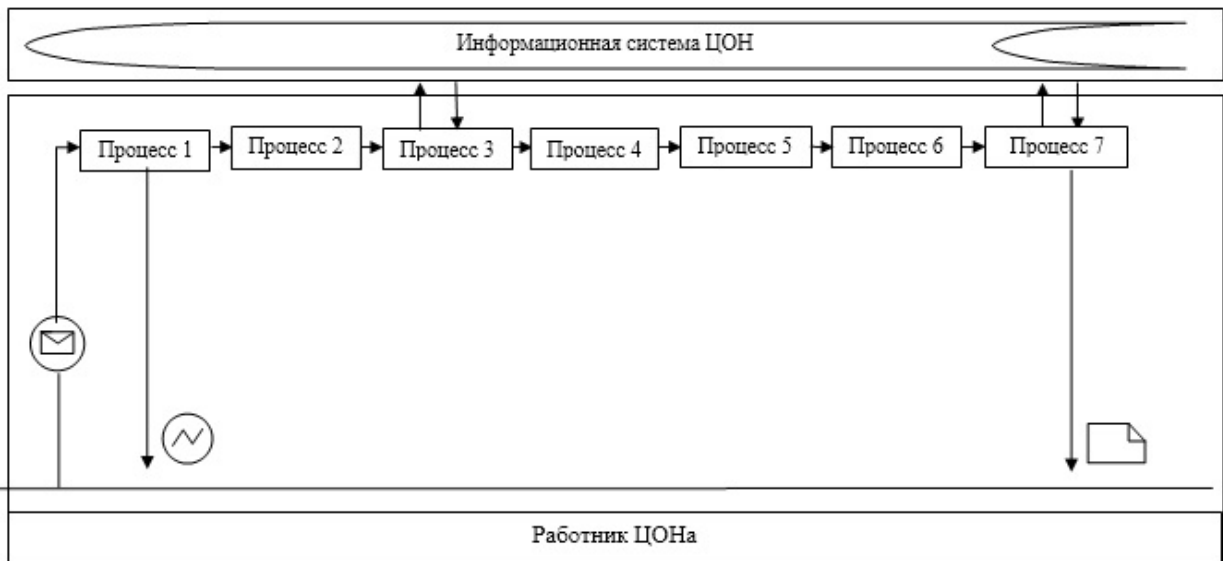 Информационная система ЦОН
Процесс 1
Процесс 2
Процесс 3
Процесс 4
Процесс 5
Процесс 6
Процесс 7
Работник ЦОНа